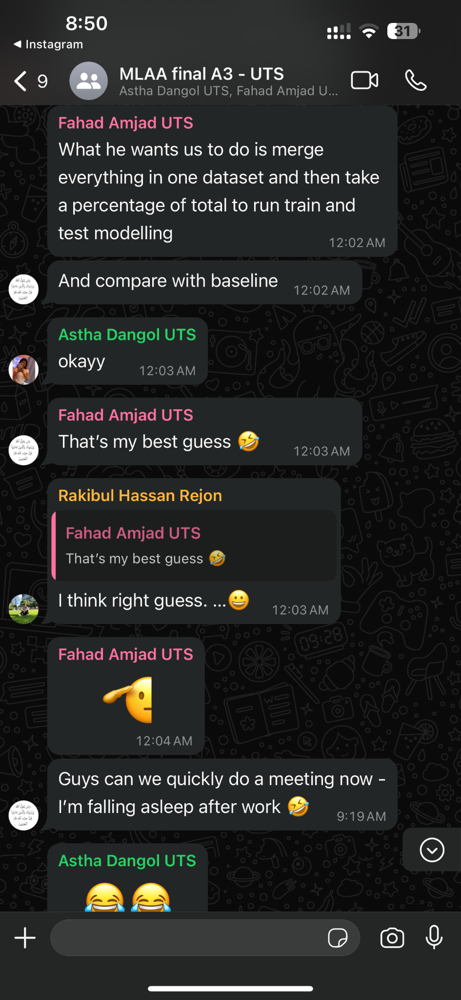 8:50
31
◀ Instagram
9
MLAA final A3 - UTS
Astha Dangol UTS, Fahad Amjad U...
Fahad Amjad UTS
What he wants us to do is merge
everything in one dataset and then take
a percentage of total to run train and
test modelling
12:02 AM
And compare with baseline
12:02 AM
Astha Dangol UTS
okayy
12:03 AM
Fahad Amjad UTS
That’s my best guess 🤣
12:03 AM
Rakibul Hassan Rejon
Fahad Amjad UTS
That’s my best guess 🤣
I think right guess. ...😀
12:03 AM
Fahad Amjad UTS
12:04 AM
Guys can we quickly do a meeting now -
I’m falling asleep after work 🤣
9:19 AM
Astha Dangol UTS
😂😂